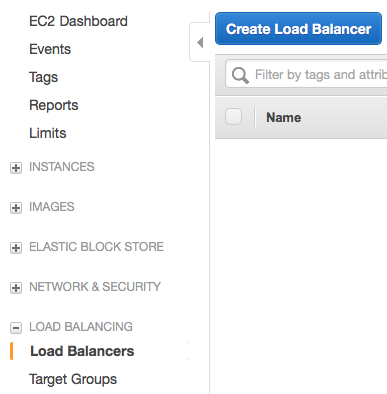 EC2 Dashboard
Events
Tags
Reports
Limits
INSTANCES
IMAGES
ELASTIC BLOCK STORE
NETWORK & SECURITY
LOAD BALANCING
Load Balancers
Target Groups
Create Load Balancer
Filter by tags and attrib
Name